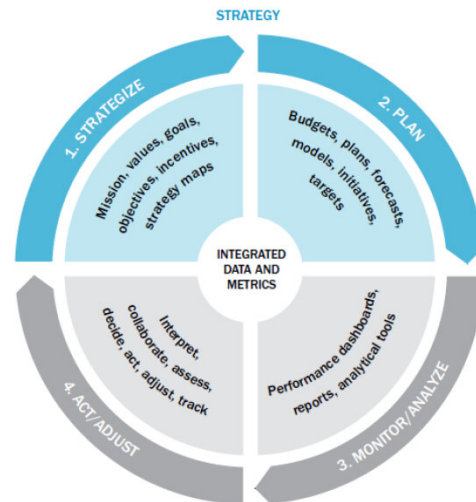 STRATEGY
1. STRATEGIZE
Mission, values, goals,
objectives, incentives,
strategy maps
2. PLAN
Budgets, plans, forecasts,
models, initiatives,
targets
INTEGRATED
DATA AND
METRICS
Interpret,
collaborate, assess,
decide, act, adjust, track
4. ACT/ADJUST
Performance dashboards,
reports, analytical tools
3. MONITOR/ANALYZE